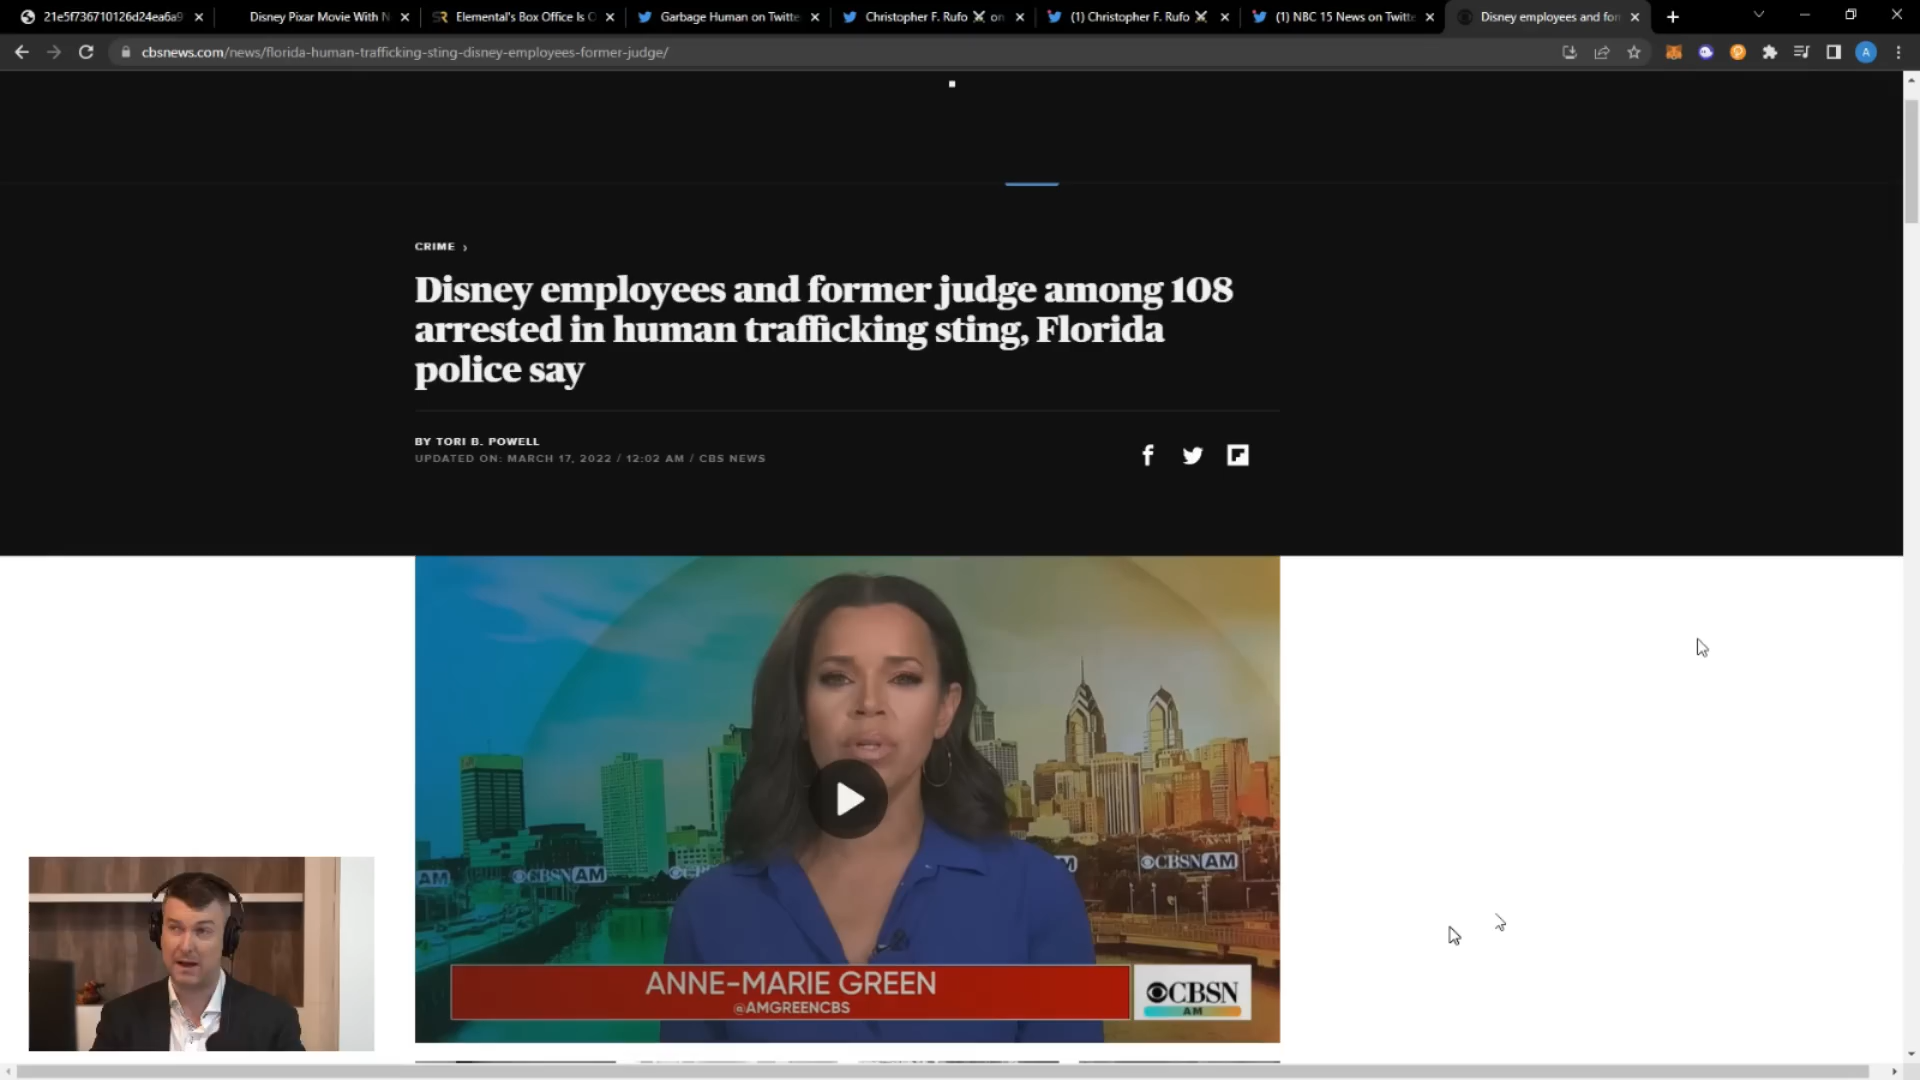 21e5f736710126d24ea6a9
Disney Pixar Movie With N
Elemental's Box Office Is O
Garbage Human on Twitte
Christopher F. Rufo ⚔ on
(1) Christopher F. Rufo ⚔
(1) NBC 15 News on Twitte
Disney employees and for
cbsnews.com/news/florida-human-trafficking-sting-disney-employees-former-judge/
A
CRIME ›
Disney employees and former judge among 108
arrested in human trafficking sting, Florida
police say
BY TORI B. POWELL
UPDATED ON: MARCH 17, 2022 / 12:02 AM / CBS NEWS
CBSN AM
AM
CBSN AM
ANNE-MARIE GREEN
@AMGREENCBS
CBSN
AM